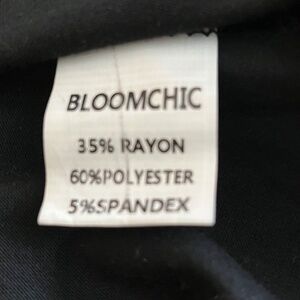 BLOOMCHIC
35% RAYON
60%POLYESTER
5%SPANDEX